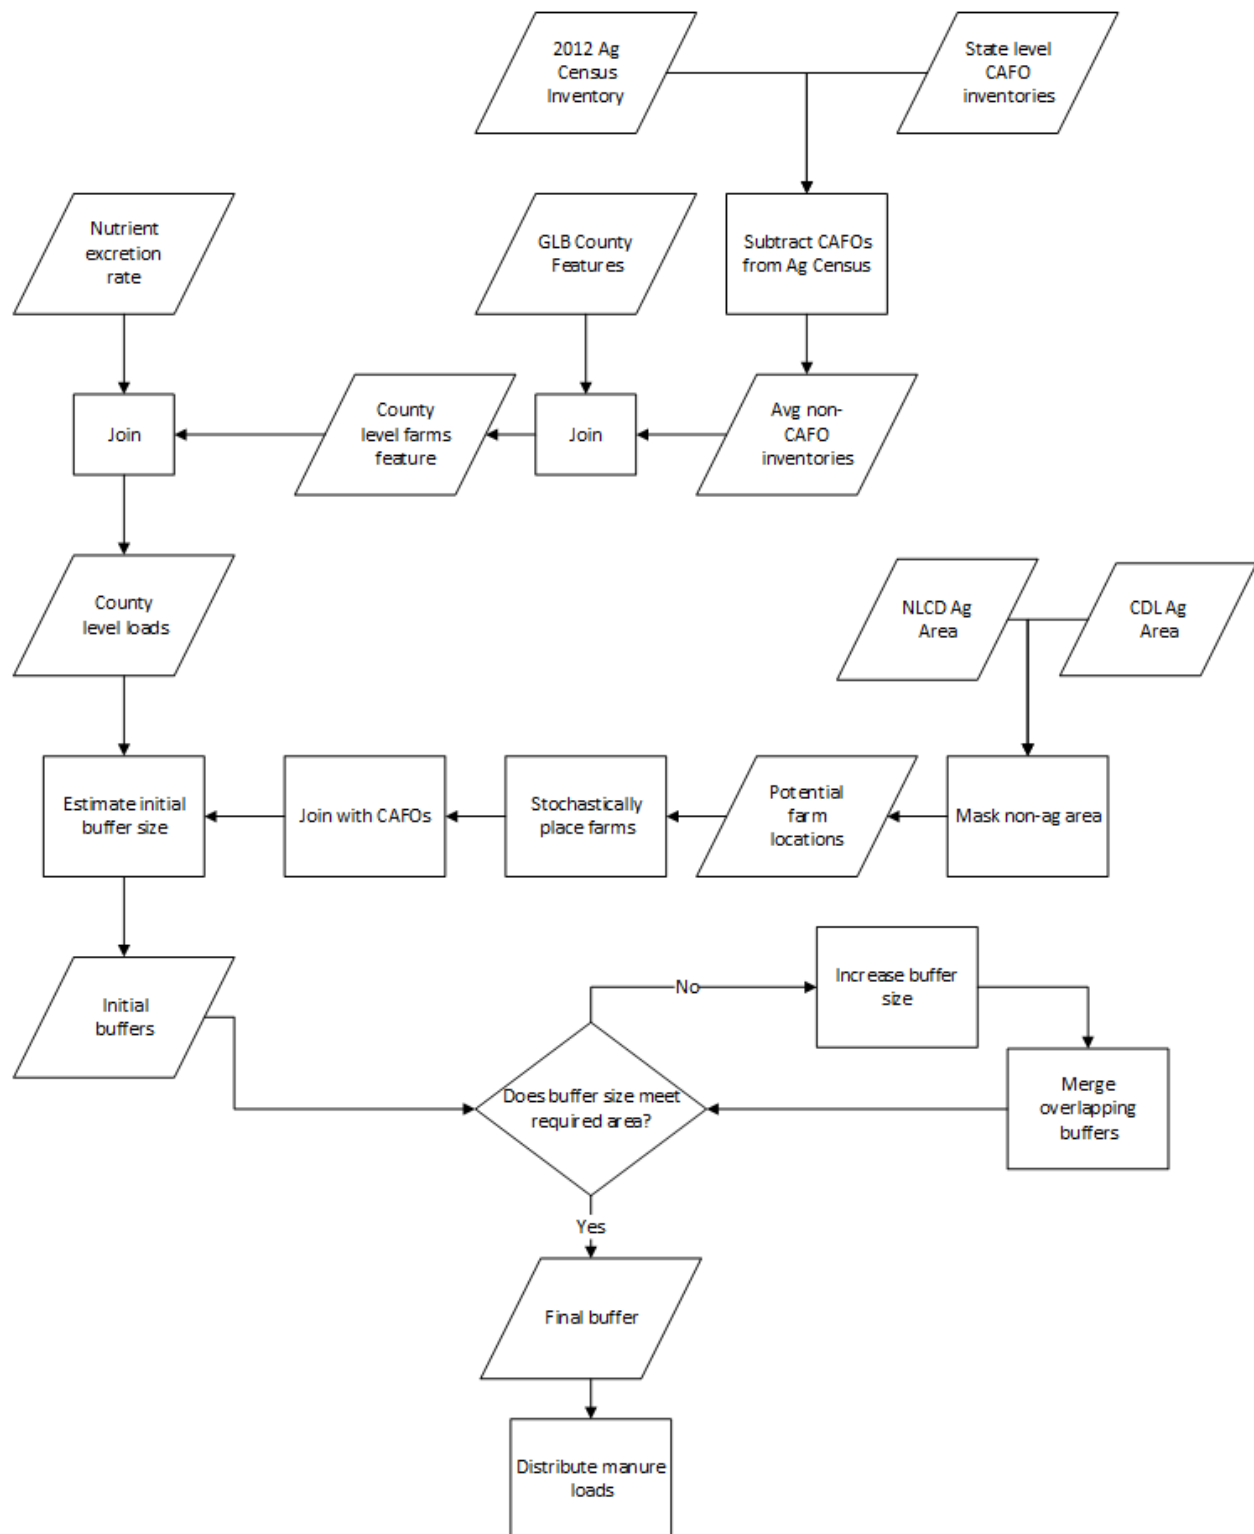 2012 Ag
Census
Inventory
State level
CAFO
inventories
Nutrient
excretion
rate
GLB County
Features
Subtract CAFOs
from Ag Census
Join
County
level farms
feature
Join
Avg non-
CAFO
inventories
County
level loads
NLCD Ag
Area
CDL Ag
Area
Estimate initial
buffer size
Join with CAFOs
Stochastically
place farms
Potential
farm
locations
Mask non-ag area
Initial
buffers
No
Increase buffer
size
Does buffer size meet
required area?
Merge
overlapping
buffers
Yes
Final buffer
Distribute manure
loads